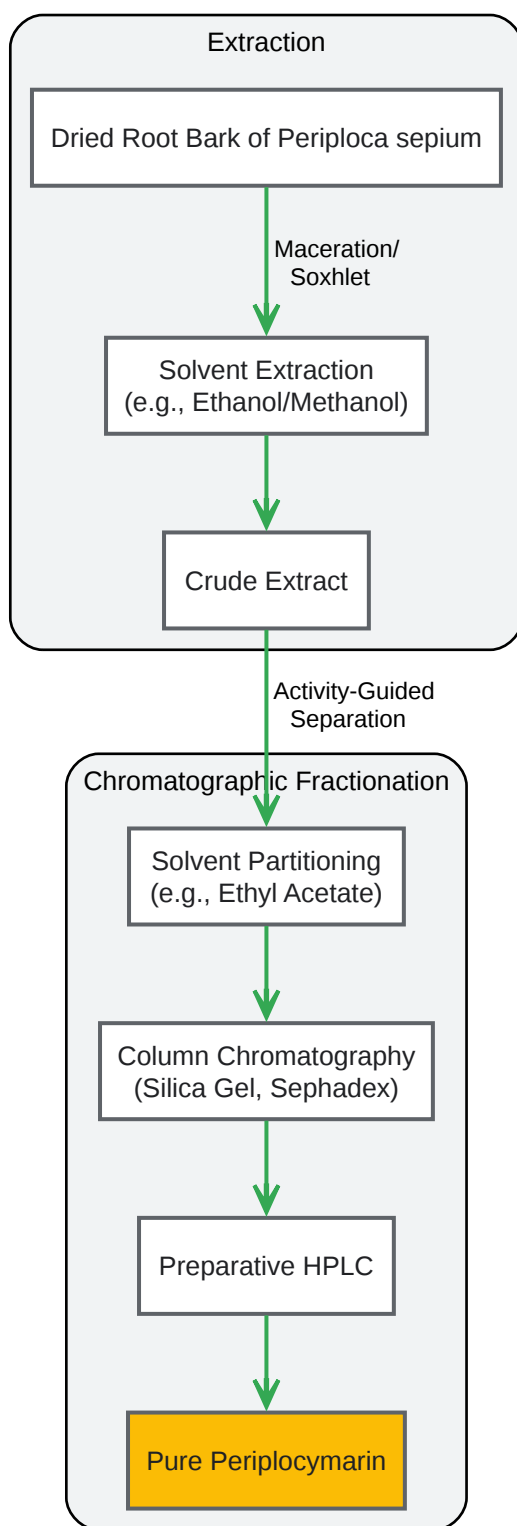 Extraction
Dried Root Bark of Periploca sepium
Maceration/
Soxhlet
Solvent Extraction
(e.g., Ethanol/Methanol)
Crude Extract
Activity-Guided
Separation
Chromatographic Fractionation
Solvent Partitioning
(e.g., Ethyl Acetate)
Column Chromatography
(Silica Gel, Sephadex)
Preparative HPLC
Pure Periplocymarin